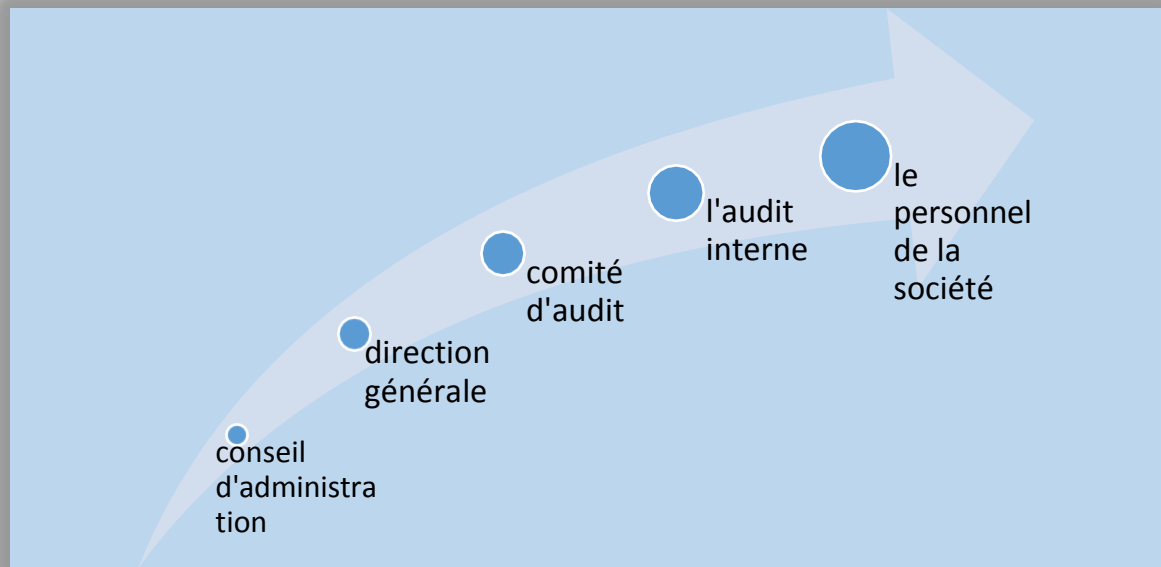 conseil
d'administra
tion
direction
générale
comité
d'audit
l'audit
interne
le
personnel
de la
société